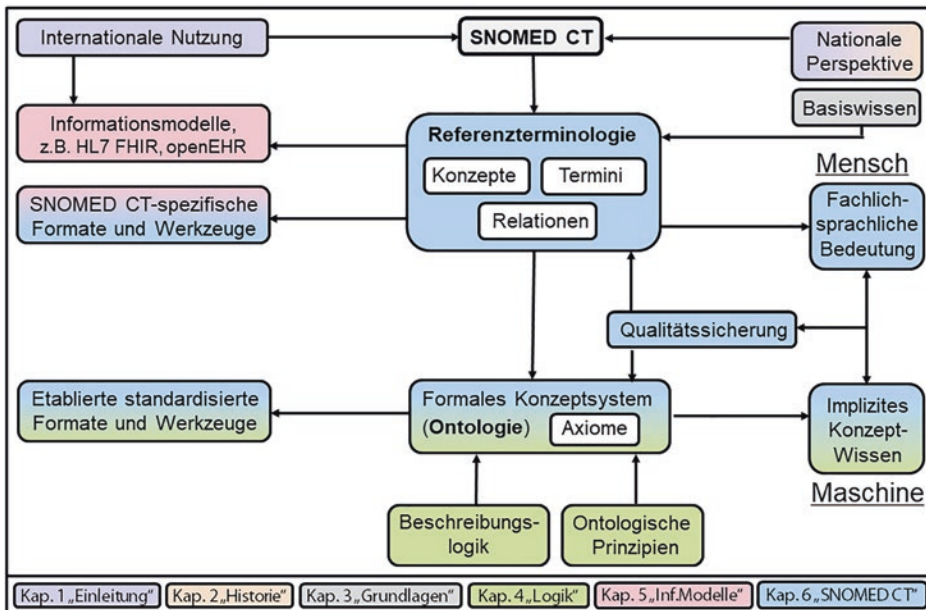 Internationale Nutzung
SNOMED CT
Nationale
Perspektive
Basiswissen
Informationsmodelle,
z.B. HL7 FHIR, openEHR
Referenzterminologie
Konzepte
Termini
Relationen
Mensch
SNOMED CT-spezifische
Formate und Werkzeuge
Fachlich-
sprachliche
Bedeutung
Qualitätssicherung
Etablierte standardisierte
Formate und Werkzeuge
Formales Konzeptsystem
(Ontologie)
Axiome
Implizites
Konzept-
Wissen
Maschine
Beschreibungs-
logik
Ontologische
Prinzipien
Kap. 1 „Einleitung“
Kap. 2 „Historie“
Kap. 3 „Grundlagen“
Kap. 4 „Logik“
Kap. 5 „Inf.Modelle“
Kap. 6 „SNOMED CT“